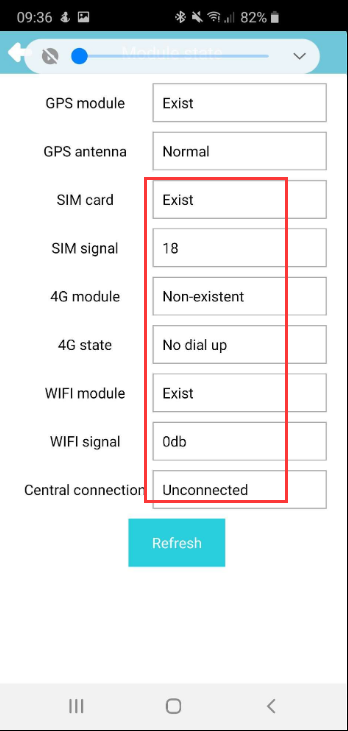 09:36 82%
Module state
GPS module Exist
GPS antenna Normal
SIM card Exist
SIM signal 18
4G module Non-existent
4G state No dial up
WIFI module Exist
WIFI signal 0db
Central connection Unconnected
Refresh